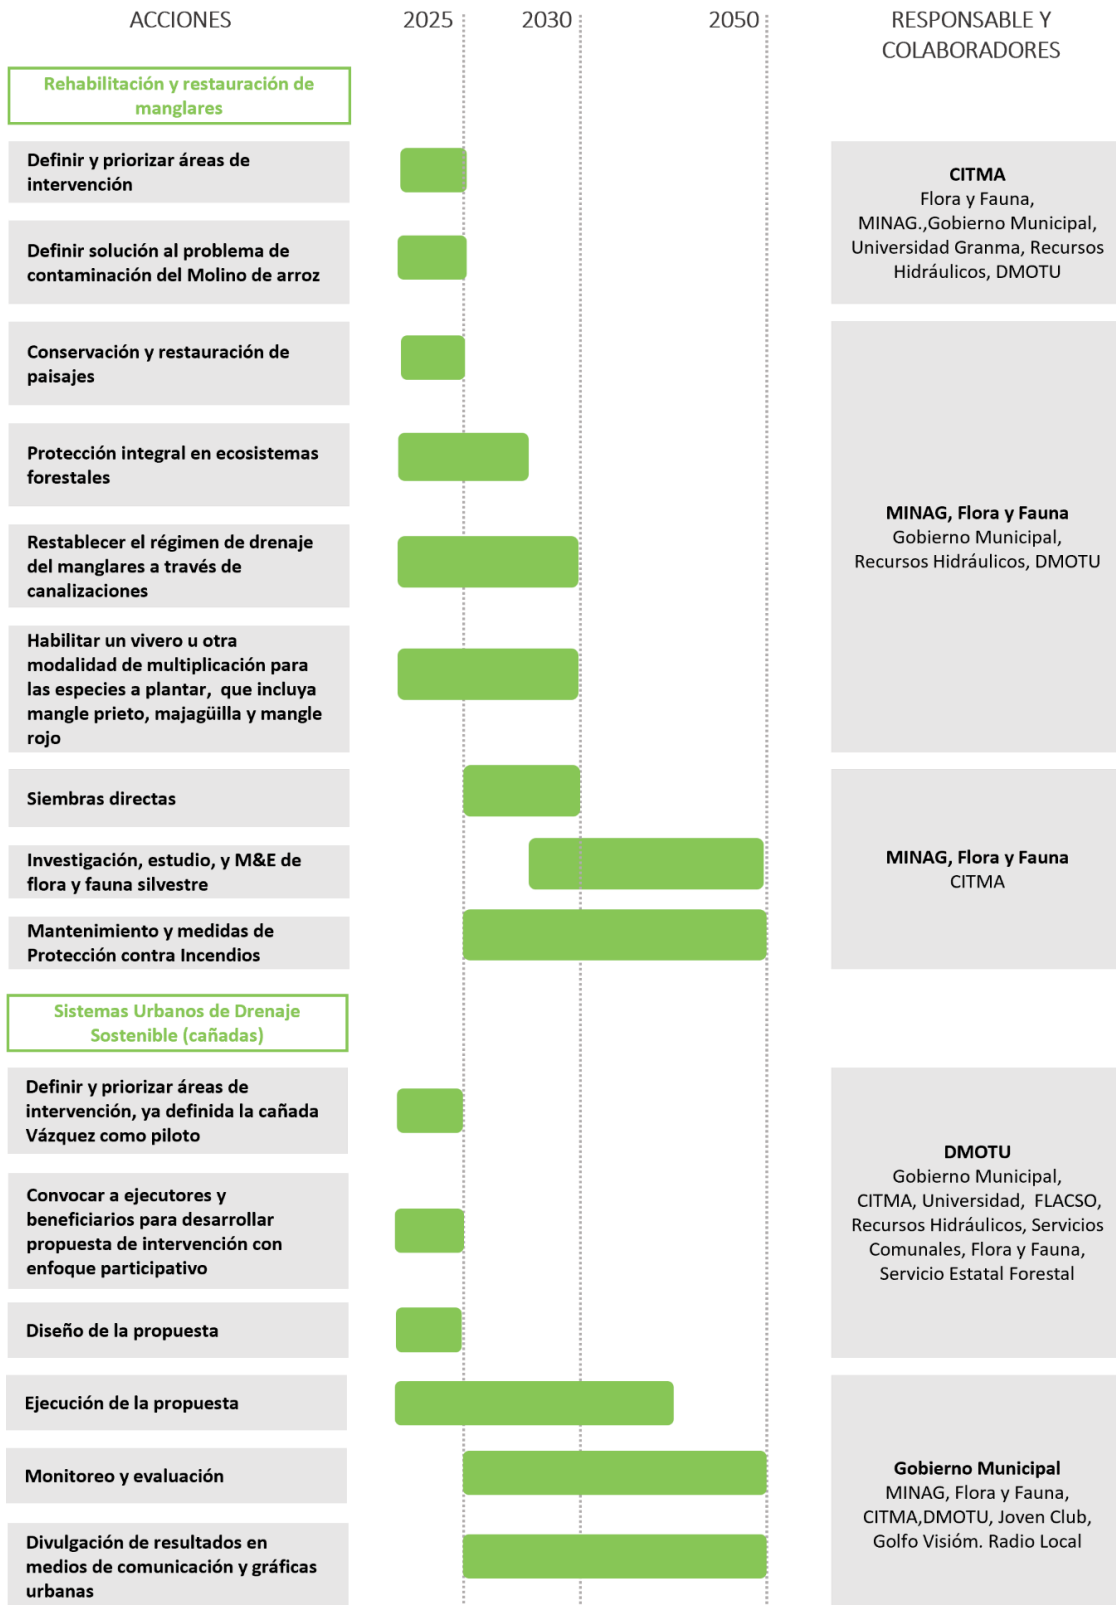 ACCIONES
2025
2030
2050
RESPONSABLE Y
COLABORADORES
Rehabilitación y restauración de
manglares
Definir y priorizar áreas de
intervención
Definir solución al problema de
contaminación del Molino de arroz
CITMA
Flora y Fauna,
MINAG.,Gobierno Municipal,
Universidad Granma, Recursos
Hidráulicos, DMOTU
Conservación y restauración de
paisajes
Protección integral en ecosistemas
forestales
Restablecer el régimen de drenaje
del manglares a través de
canalizaciones
Habilitar un vivero u otra
modalidad de multiplicación para
las especies a plantar, que incluya
mangle prieto, majagüilla y mangle
rojo
MINAG, Flora y Fauna
Gobierno Municipal,
Recursos Hidráulicos, DMOTU
Siembras directas
Investigación, estudio, y M&E de
flora y fauna silvestre
Mantenimiento y medidas de
Protección contra Incendios
MINAG, Flora y Fauna
CITMA
Sistemas Urbanos de Drenaje
Sostenible (cañadas)
Definir y priorizar áreas de
intervención, ya definida la cañada
Vázquez como piloto
Convocar a ejecutores y
beneficiarios para desarrollar
propuesta de intervención con
enfoque participativo
Diseño de la propuesta
DMOTU
Gobierno Municipal,
CITMA, Universidad, FLACSO,
Recursos Hidráulicos, Servicios
Comunales, Flora y Fauna,
Servicio Estatal Forestal
Ejecución de la propuesta
Monitoreo y evaluación
Divulgación de resultados en
medios de comunicación y gráficas
urbanas
Gobierno Municipal
MINAG, Flora y Fauna,
CITMA,DMOTU, Joven Club,
Golfo Visióm. Radio Local